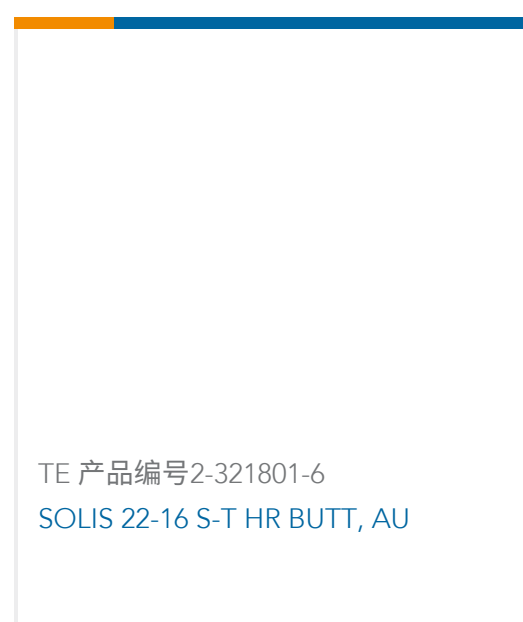 TE 产品编号2-321801-6
SOLIS 22-16 S-T HR BUTT, AU